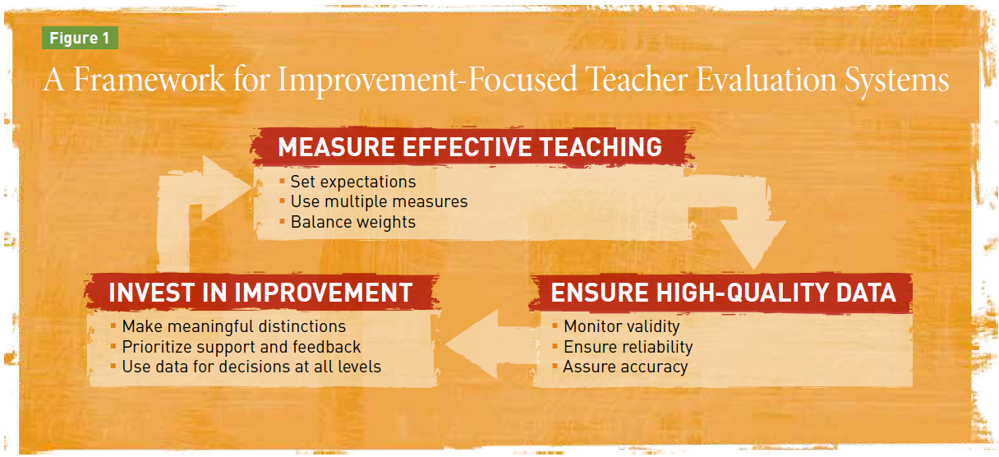 Figure 1
A Framework for Improvement-Focused Teacher Evaluation Systems
MEASURE EFFECTIVE TEACHING
▪ Set expectations
▪ Use multiple measures
▪ Balance weights
INVEST IN IMPROVEMENT
▪ Make meaningful distinctions
▪ Prioritize support and feedback
▪ Use data for decisions at all levels
ENSURE HIGH-QUALITY DATA
▪ Monitor validity
▪ Ensure reliability
▪ Assure accuracy